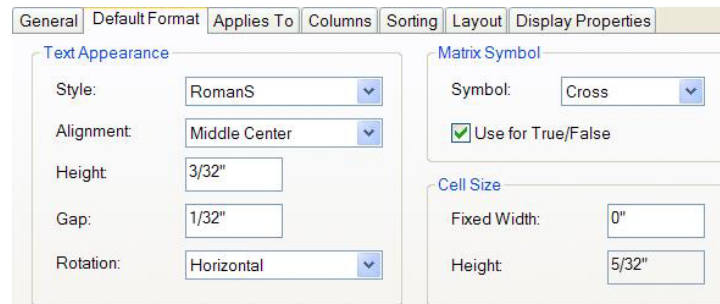 General Default Format Applies To Columns Sorting Layout Display Properties
Text Appearance
Style: RomanS
Alignment: Middle Center
Height: 3/32"
Gap: 1/32"
Rotation: Horizontal
Matrix Symbol
Symbol: Cross
Use for True/False
Cell Size
Fixed Width: 0"
Height: 5/32"